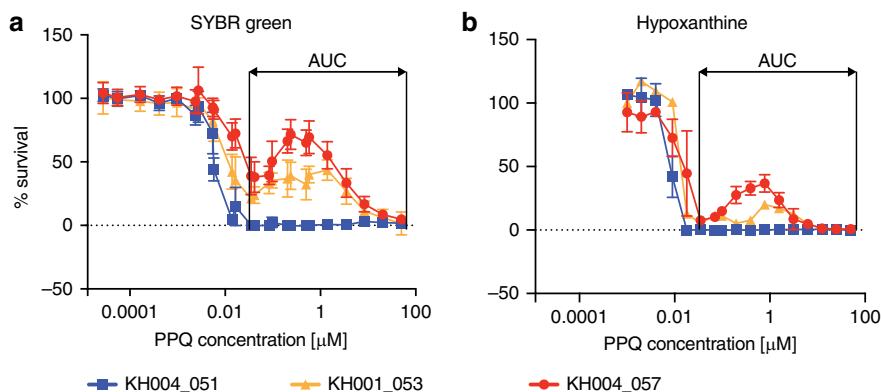 a
SYBR green
AUC
150
100
50
0
−50
% survival
0.0001
0.01
1
100
PPQ concentration [µM]
b
Hypoxanthine
AUC
150
100
50
0
−50
0.0001
0.01
1
100
PPQ concentration [µM]
KH004_051
KH001_053
KH004_057